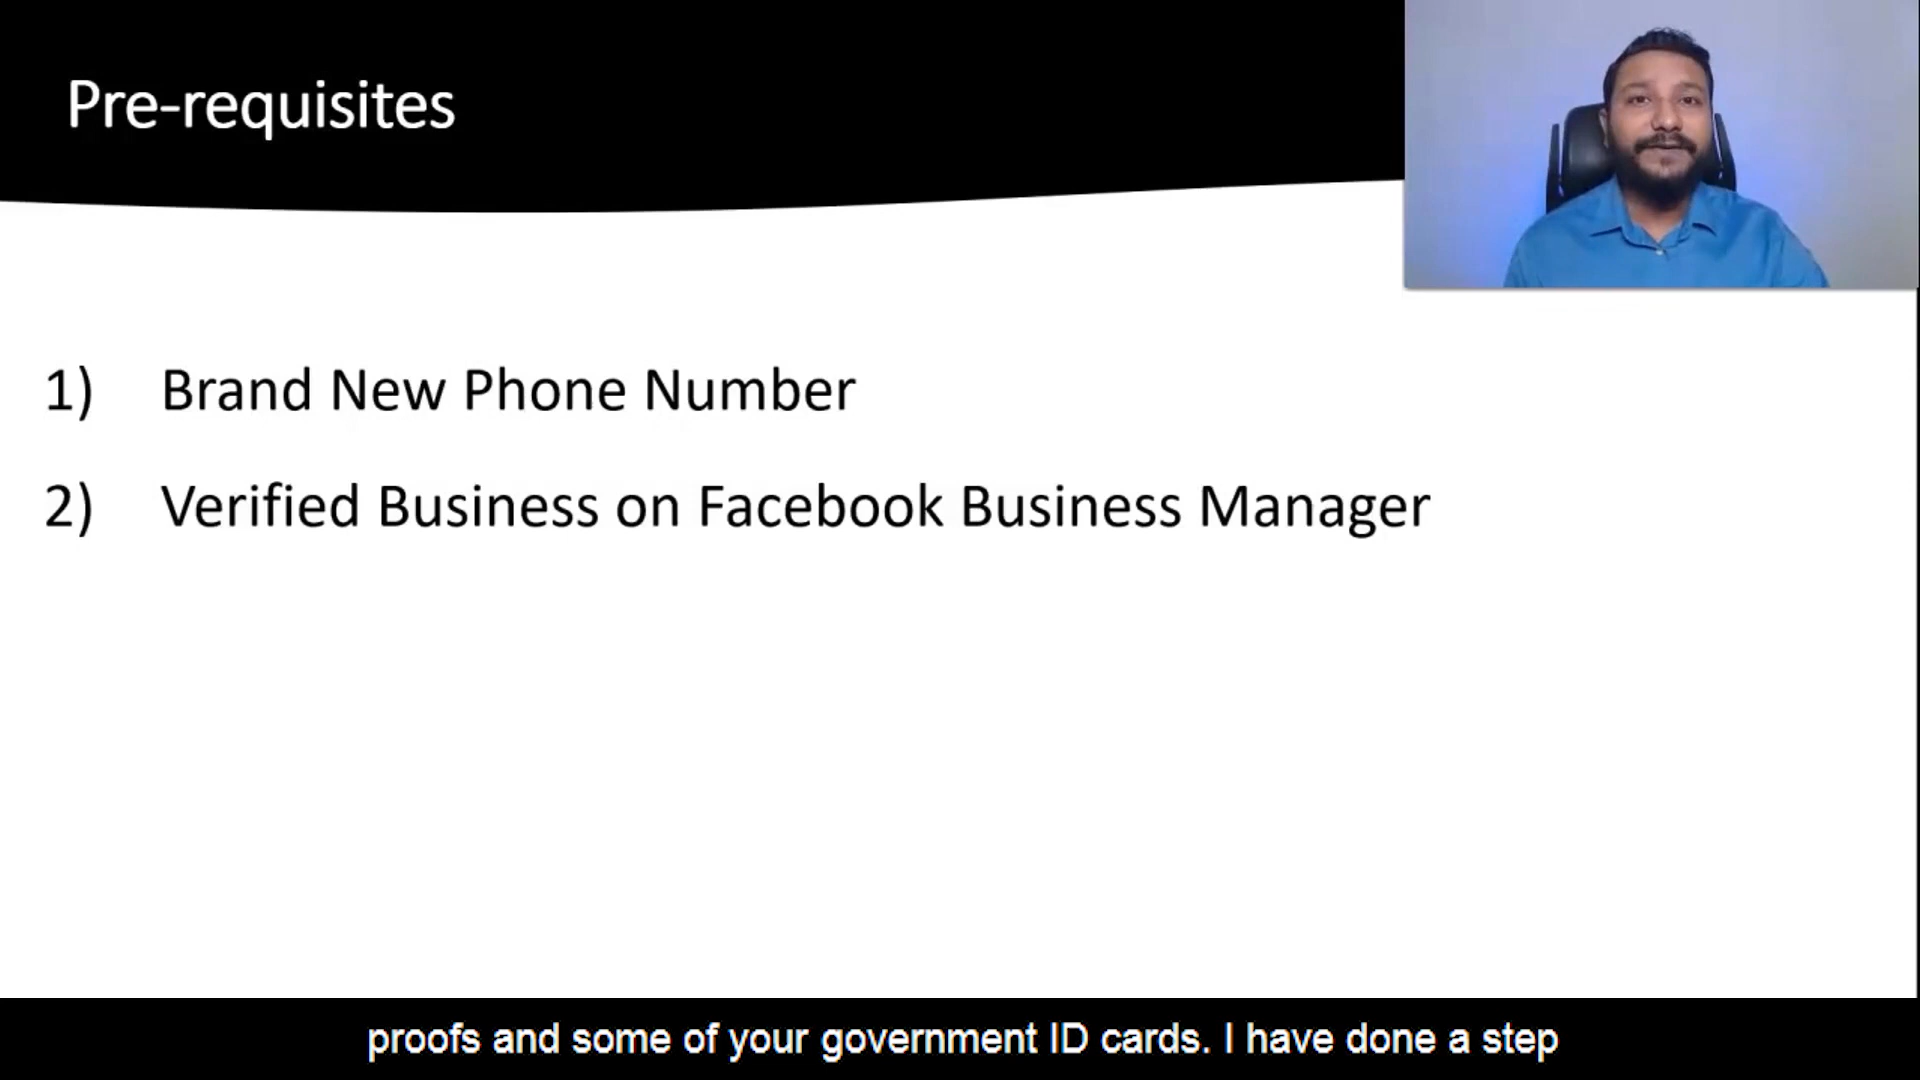 Pre-requisites
1) Brand New Phone Number
2) Verified Business on Facebook Business Manager
proofs and some of your government ID cards. I have done a step